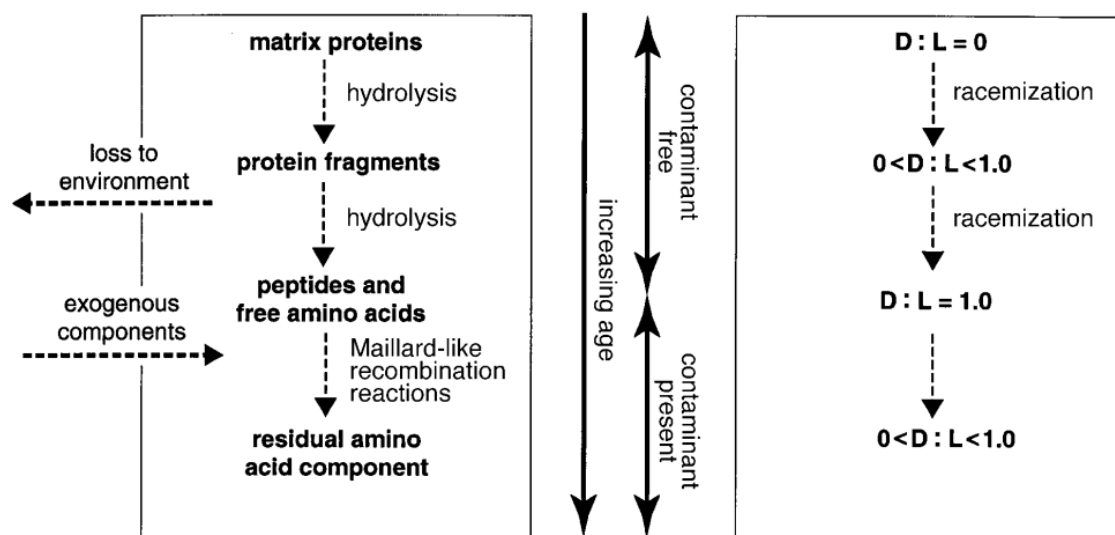 matrix proteins
hydrolysis
protein fragments
hydrolysis
peptides and
free amino acids
Maillard-like
recombination
reactions
residual amino
acid component
loss to
environment
exogenous
components
increasing age
contaminant
free
contaminant
present
D : L = 0
racemization
0<D : L<1.0
racemization
D : L = 1.0
0<D : L<1.0